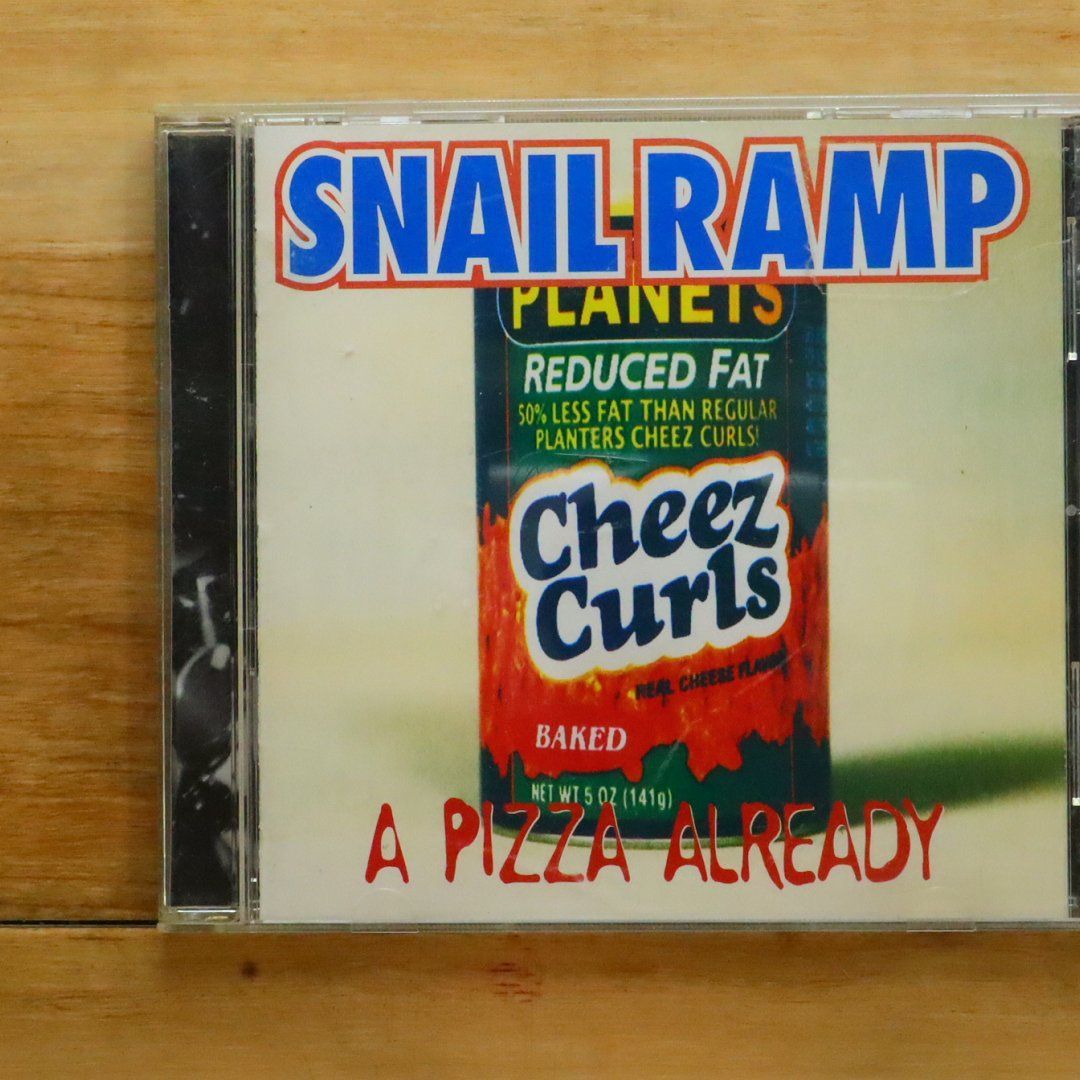 SNAIL RAMP
PLANETS
REDUCED FAT
50% LESS FAT THAN REGULAR
PLANTERS CHEEZ CURLS!
Cheez
Curls
REAL CHEESE FLAVOR
BAKED
NET WT 5 OZ (141g)
A PIZZA ALREADY